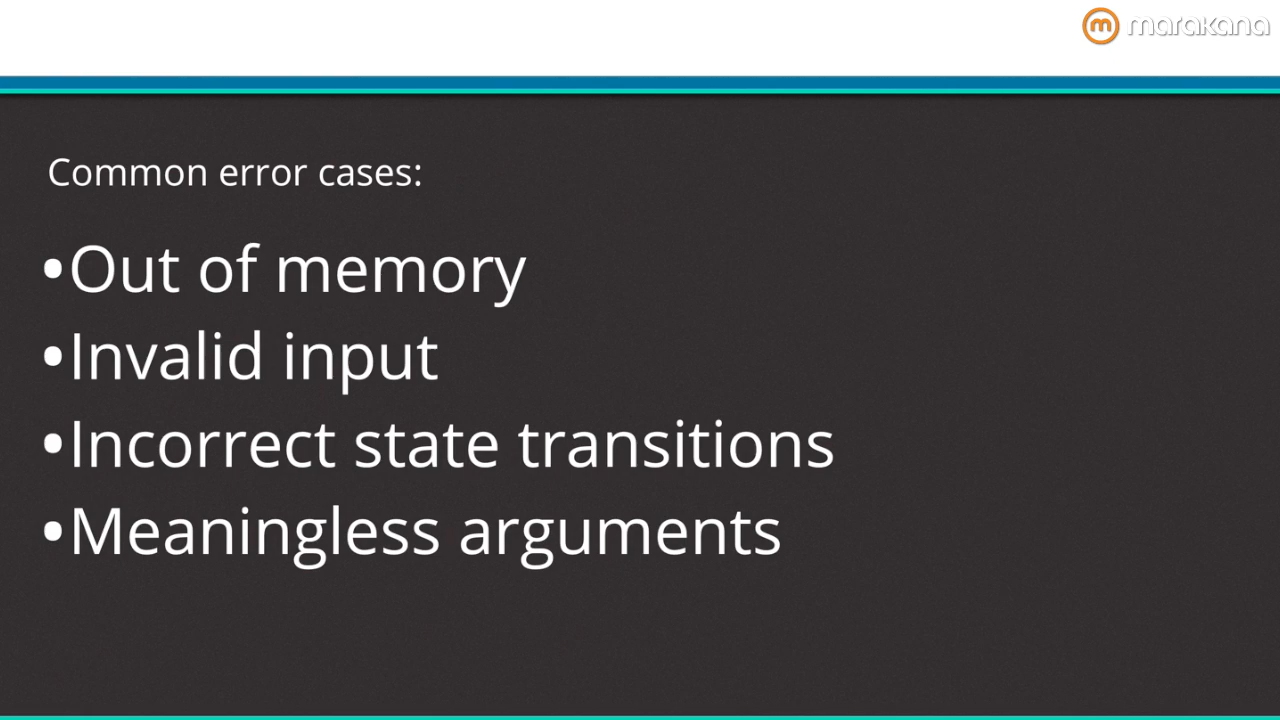 marakana
Common error cases:
•Out of memory
•Invalid input
•Incorrect state transitions
•Meaningless arguments